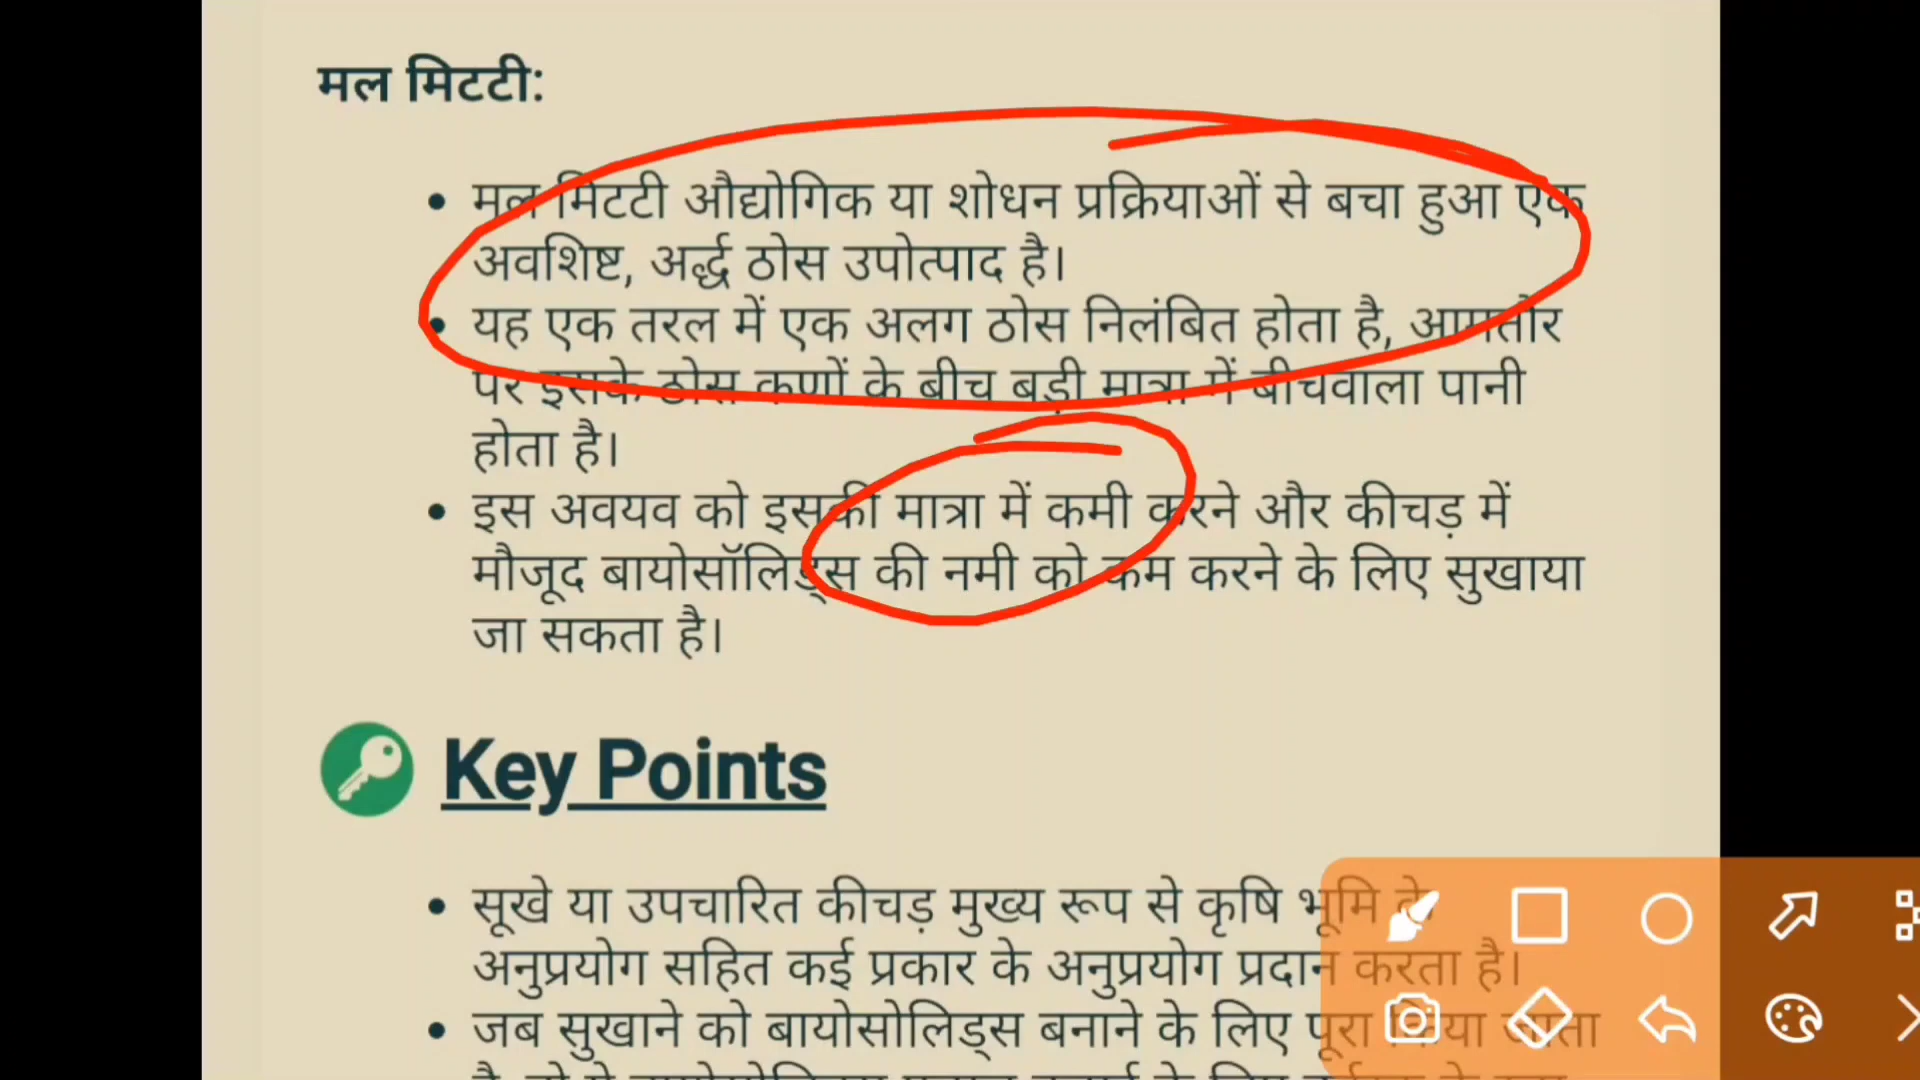 मल मिटटी:
मल मिटटी औद्योगिक या शोधन प्रक्रियाओं से बचा हुआ एक
अवशिष्ट, अर्द्ध ठोस उपोत्पाद है।
यह एक तरल में एक अलग ठोस निलंबित होता है, आमतौर
पर इसके ठोस कणों के बीच बड़ी मात्रा में बीचवाला पानी
होता है।
इस अवयव को इसकी मात्रा में कमी करने और कीचड़ में
मौजूद बायोसॉलिड्स की नमी को कम करने के लिए सुखाया
जा सकता है।
Key Points
सूखे या उपचारित कीचड़ मुख्य रूप से कृषि भूमि के
अनुप्रयोग सहित कई प्रकार के अनुप्रयोग प्रदान करता है।
जब सुखाने को बायोसोलिड्स बनाने के लिए पूरा किया जाता